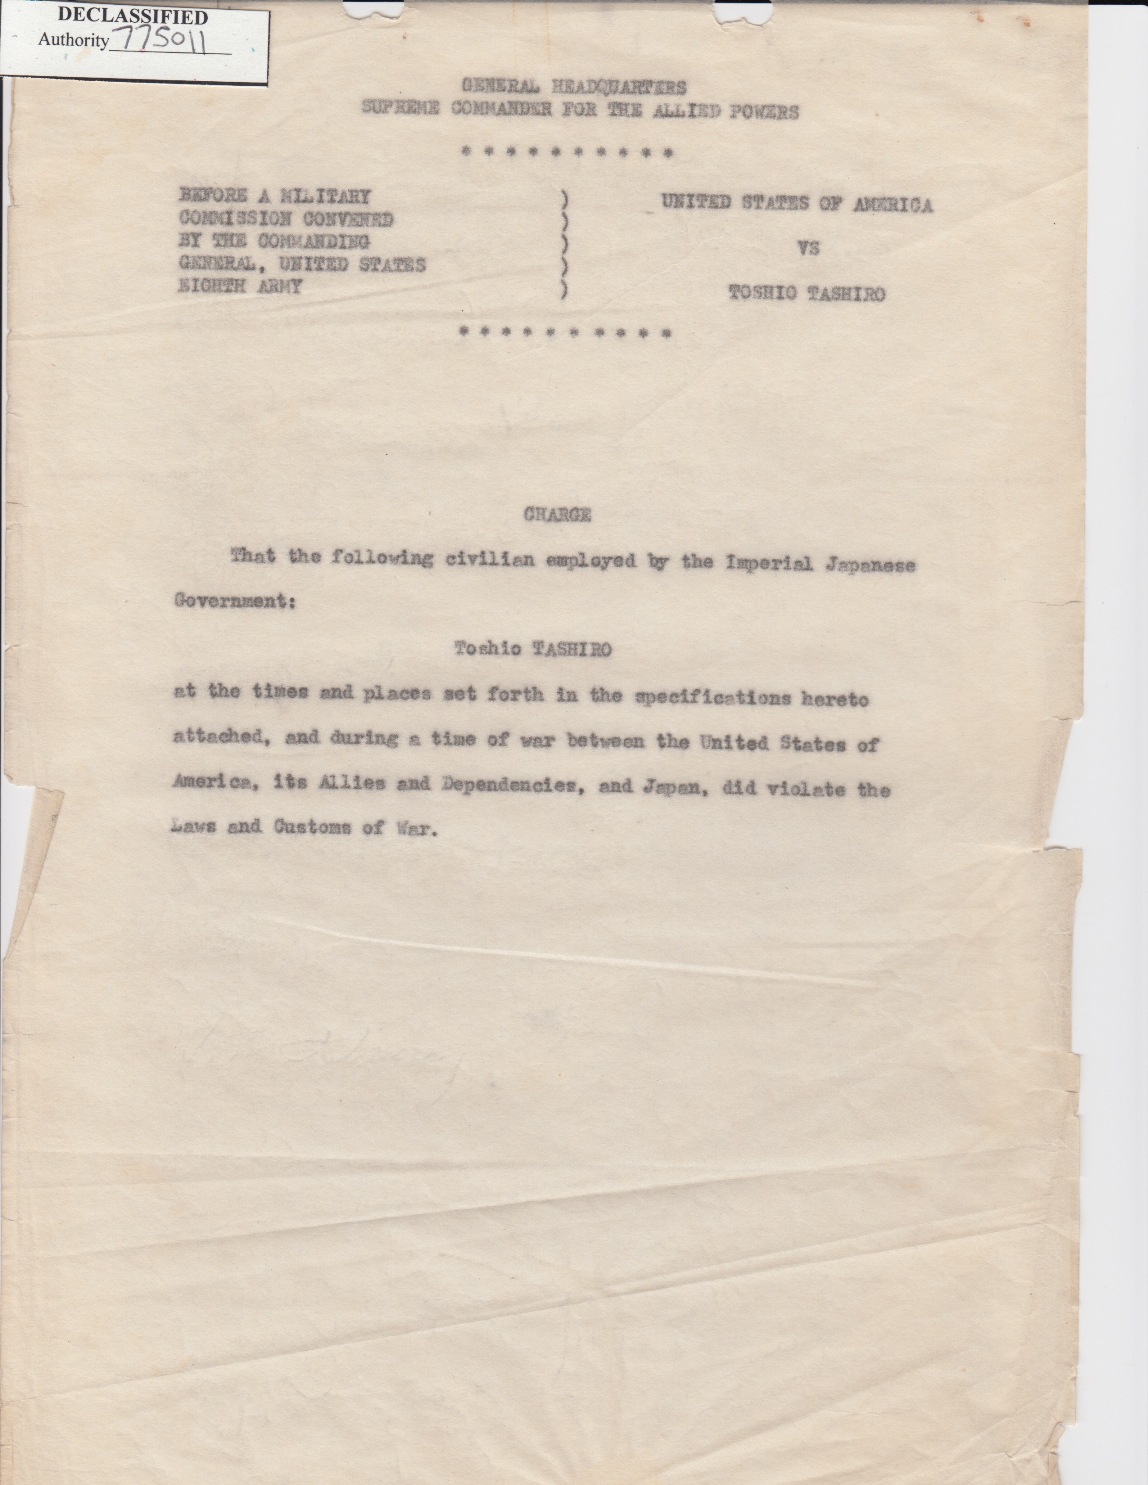 DECLASSIFIED
Authority 775011
GENERAL HEADQUARTERS
SUPREME COMMANDER FOR THE ALLIED POWERS
* * * * * * * * * *
BEFORE A MILITARY
COMMISSION CONVENED
BY THE COMMANDING
GENERAL, UNITED STATES
EIGHTH ARMY
)
)
)
)
)
UNITED STATES OF AMERICA
VS
TOSHIO TASHIRO
* * * * * * * * * *
CHARGE
That the following civilian employed by the Imperial Japanese
Government:
Toshio TASHIRO
at the times and places set forth in the specifications hereto
attached, and during a time of war between the United States of
America, its Allies and Dependencies, and Japan, did violate the
Laws and Customs of War.